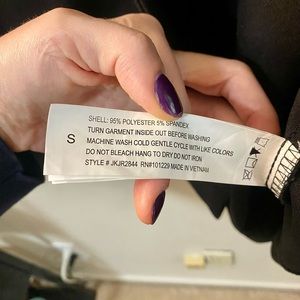 S
SHELL: 95% POLYESTER 5% SPANDEX
TURN GARMENT INSIDE OUT BEFORE WASHING
MACHINE WASH COLD GENTLE CYCLE WITH LIKE COLORS
DO NOT BLEACH HANG TO DRY DO NOT IRON
STYLE # JKJR2844 RN#101229 MADE IN VIETNAM